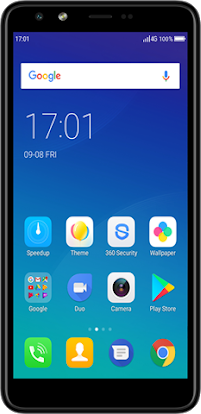 17:01
4G 100%
Google
17:01
09-08 FRI
Speedup Theme 360 Security Wallpaper
Google Duo Camera Play Store